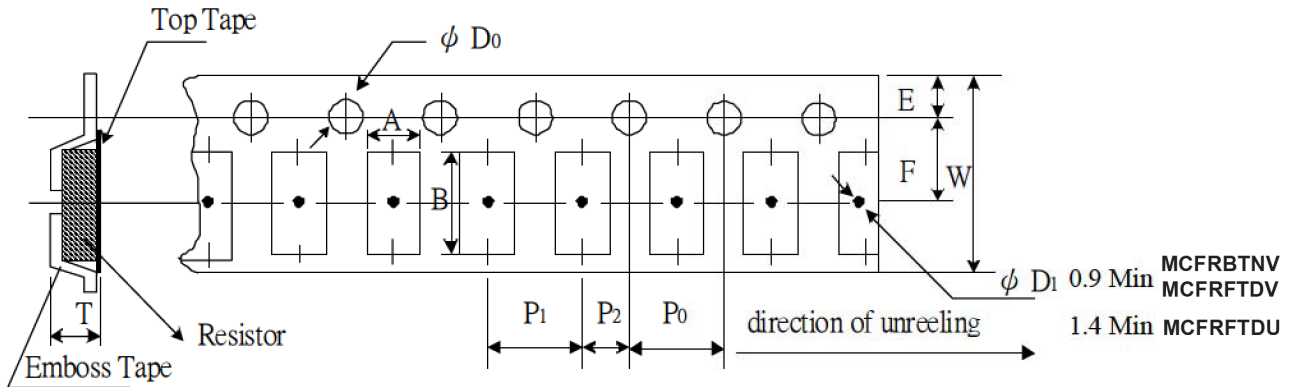 Top Tape
ϕ D0
A
E
B
F
W
T
Resistor
Emboss Tape
P1
P2
P0
direction of unreeling
ϕ D1 0.9 Min MCFRBTNV
MCFRFTDV
1.4 Min MCFRFTDU